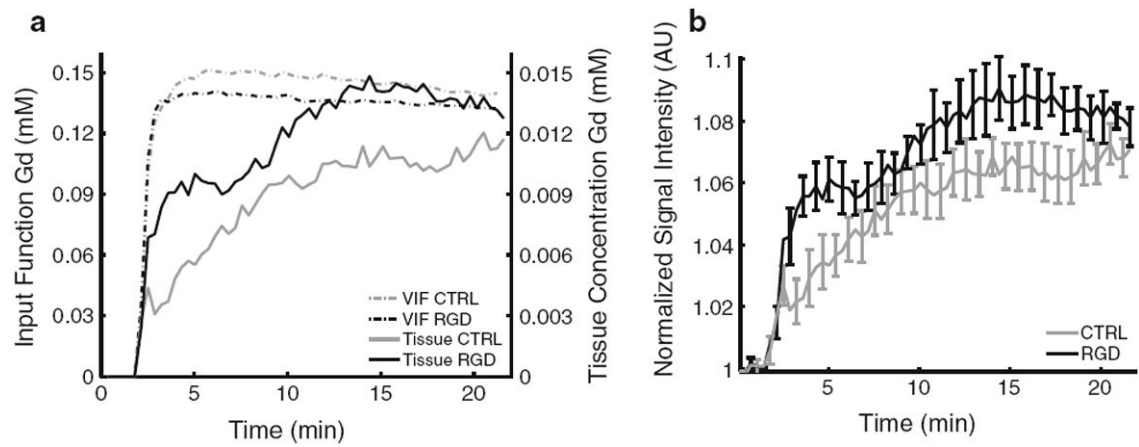 a
Input Function Gd (mM)
0.15
0.12
0.09
0.06
0.03
0
0
5
10
15
20
Time (min)
0.015
0.012
0.009
0.006
0.003
0
Tissue Concentration Gd (mM)
VIF CTRL
VIF RGD
Tissue CTRL
Tissue RGD
b
Normalized Signal Intensity (AU)
1.1
1.08
1.06
1.04
1.02
1
5
10
15
20
Time (min)
CTRL
RGD